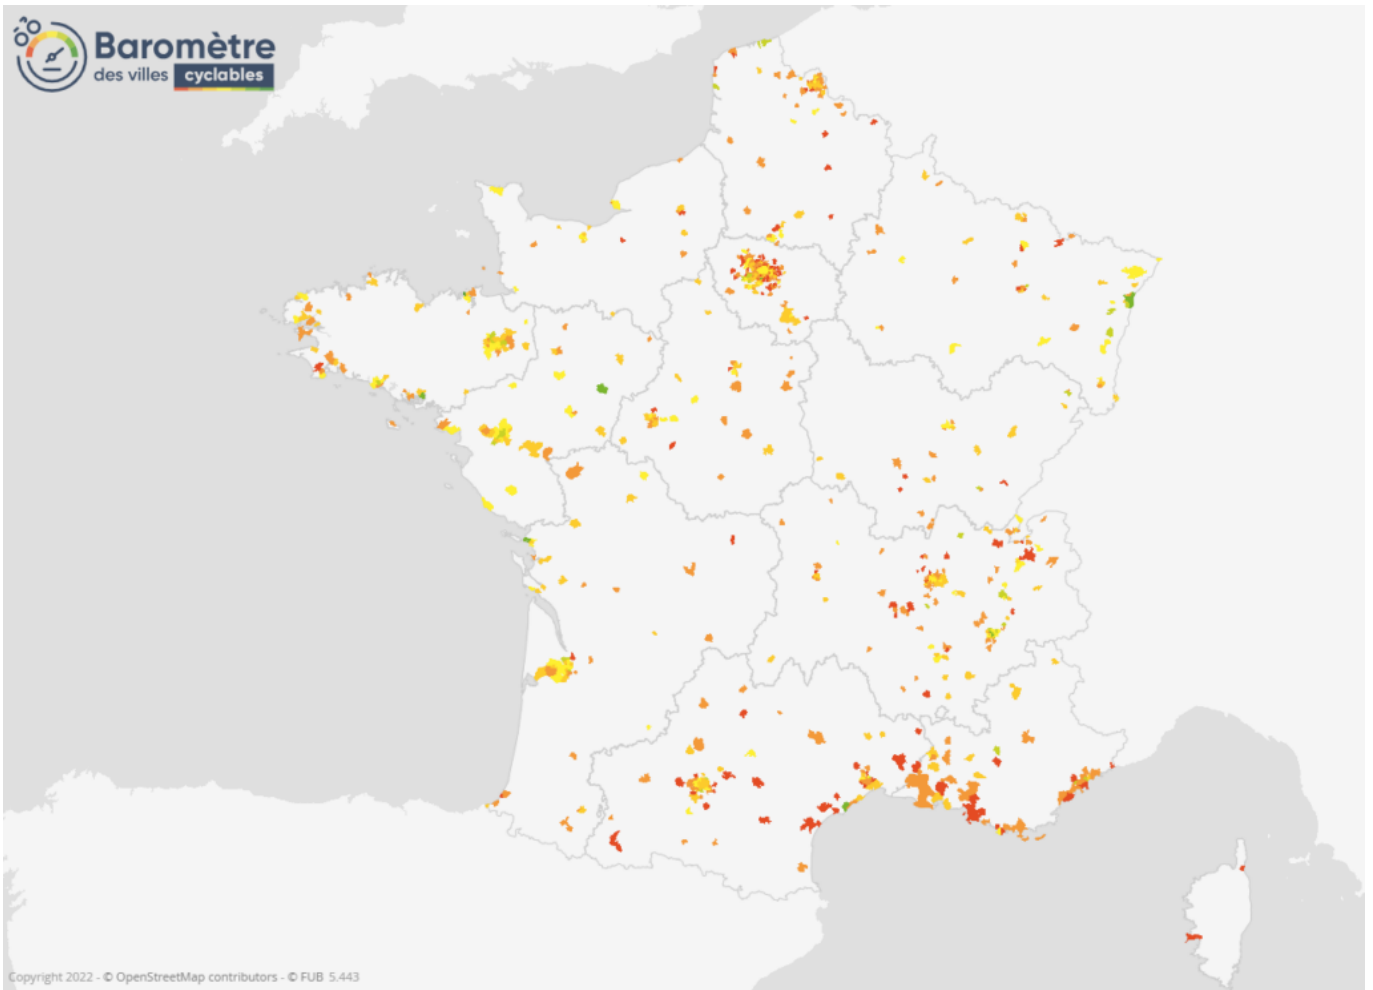 Baromètre
des villes cyclables
Copyright 2022 - © OpenStreetMap contributors - © FUB 5.443